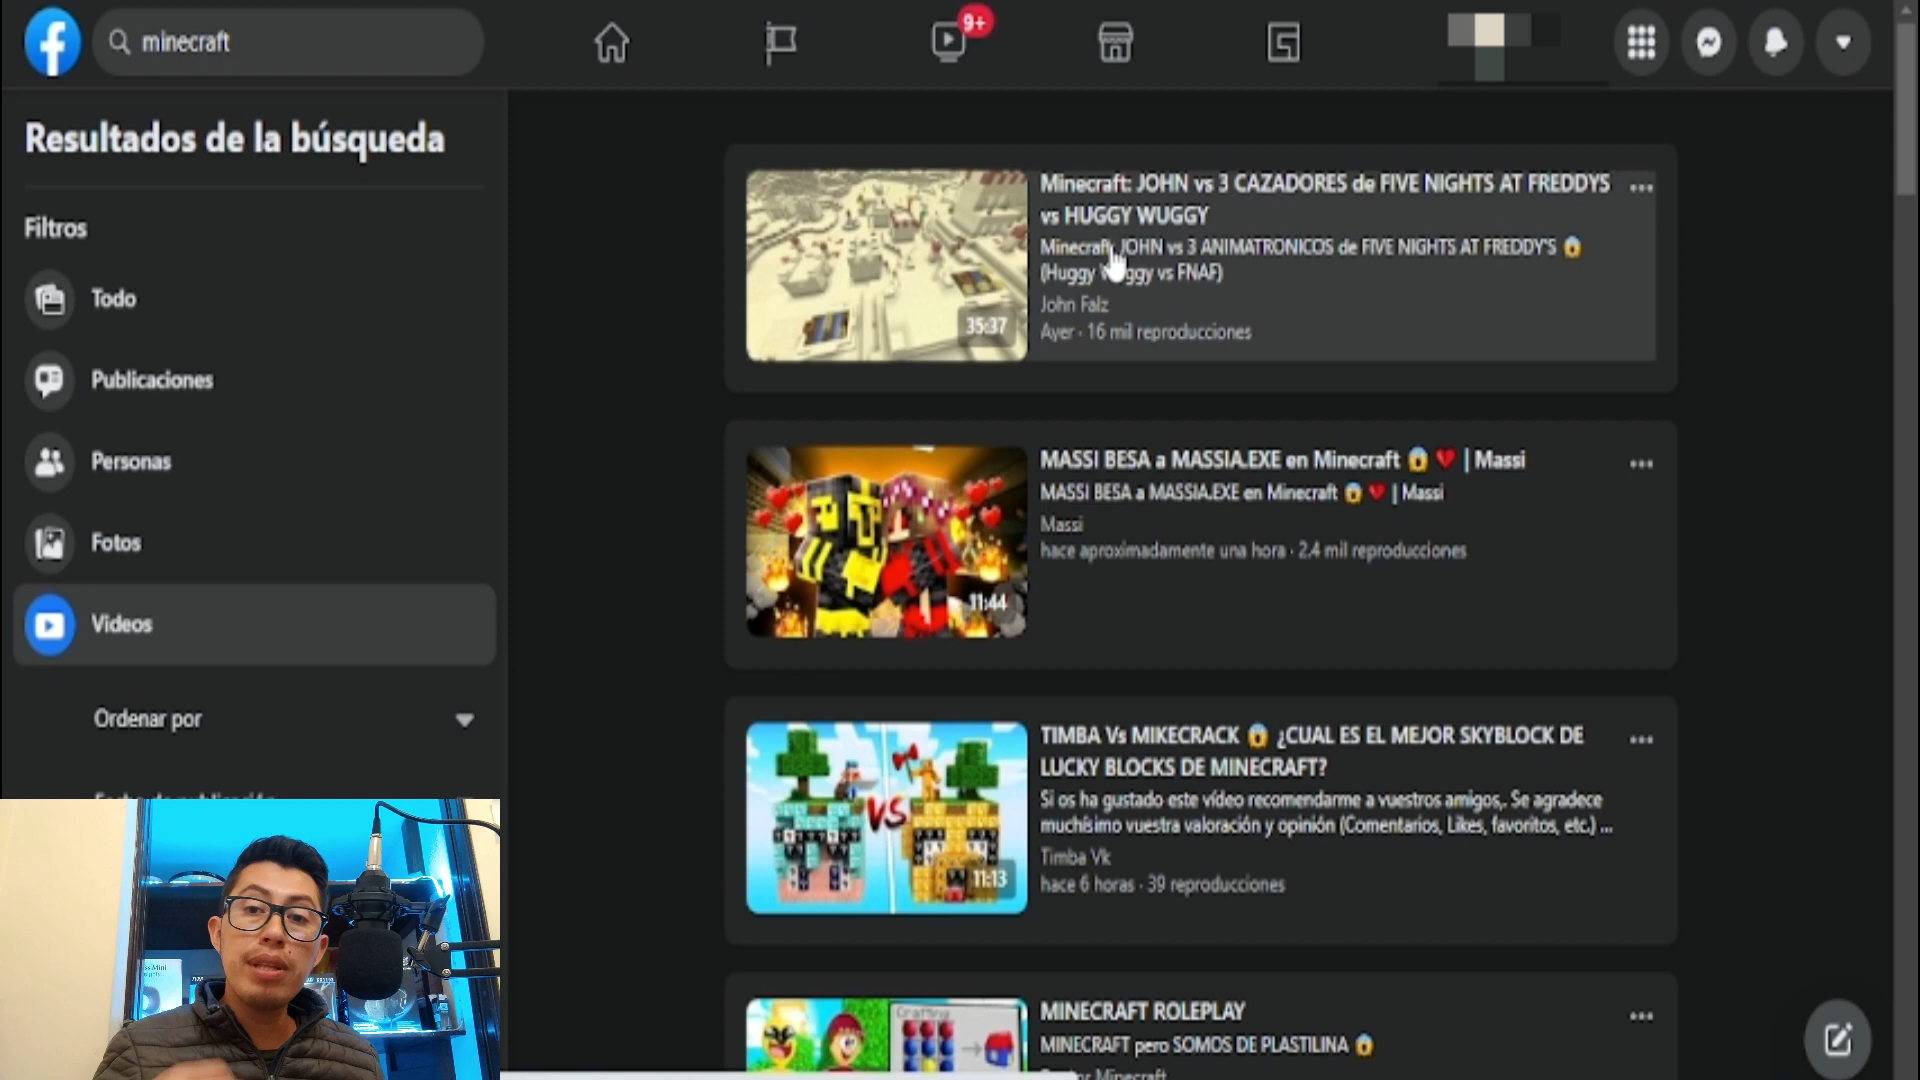 minecraft
9+
Resultados de la búsqueda
Filtros
Todo
Publicaciones
Personas
Fotos
Videos
Ordenar por
Minecraft: JOHN vs 3 CAZADORES de FIVE NIGHTS AT FREDDYS
vs HUGGY WUGGY
Minecraft: JOHN vs 3 ANIMATRONICOS de FIVE NIGHTS AT FREDDY'S 😱
(Huggy Wuggy vs FNAF)
John Falz
Ayer · 16 mil reproducciones
35:37
MASSI BESA a MASSIA.EXE en Minecraft 😱 💔 | Massi
MASSI BESA a MASSIA.EXE en Minecraft 😱 💔 | Massi
Massi
hace aproximadamente una hora · 2.4 mil reproducciones
11:44
TIMBA Vs MIKECRACK 😱 ¿CUAL ES EL MEJOR SKYBLOCK DE
LUCKY BLOCKS DE MINECRAFT?
Si os ha gustado este vídeo recomendarme a vuestros amigos,. Se agradece
muchísimo vuestra valoración y opinión (Comentarios, Likes, favoritos, etc.) ...
Timba Vk
hace 6 horas · 39 reproducciones
VS
11:13
MINECRAFT ROLEPLAY
MINECRAFT pero SOMOS DE PLASTILINA 😱
Minecraft
Crafting